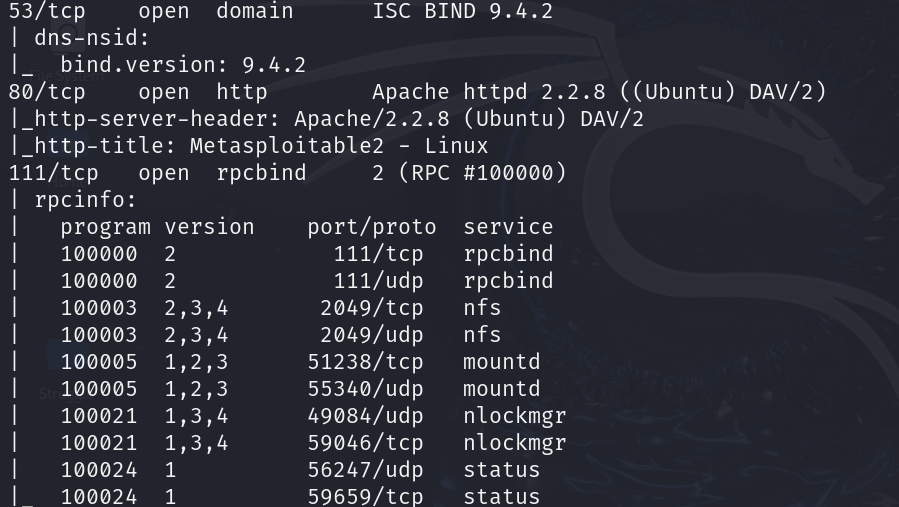 53/tcp    open  domain      ISC BIND 9.4.2
| dns-nsid:
|_  bind.version: 9.4.2
80/tcp    open  http        Apache httpd 2.2.8 ((Ubuntu) DAV/2)
|_http-server-header: Apache/2.2.8 (Ubuntu) DAV/2
|_http-title: Metasploitable2 - Linux
111/tcp   open  rpcbind     2 (RPC #100000)
| rpcinfo:
|   program version    port/proto  service
|   100000  2            111/tcp   rpcbind
|   100000  2            111/udp   rpcbind
|   100003  2,3,4       2049/tcp   nfs
|   100003  2,3,4       2049/udp   nfs
|   100005  1,2,3      51238/tcp   mountd
|   100005  1,2,3      55340/udp   mountd
|   100021  1,3,4      49084/udp   nlockmgr
|   100021  1,3,4      59046/tcp   nlockmgr
|   100024  1          56247/udp   status
|_  100024  1          59659/tcp   status